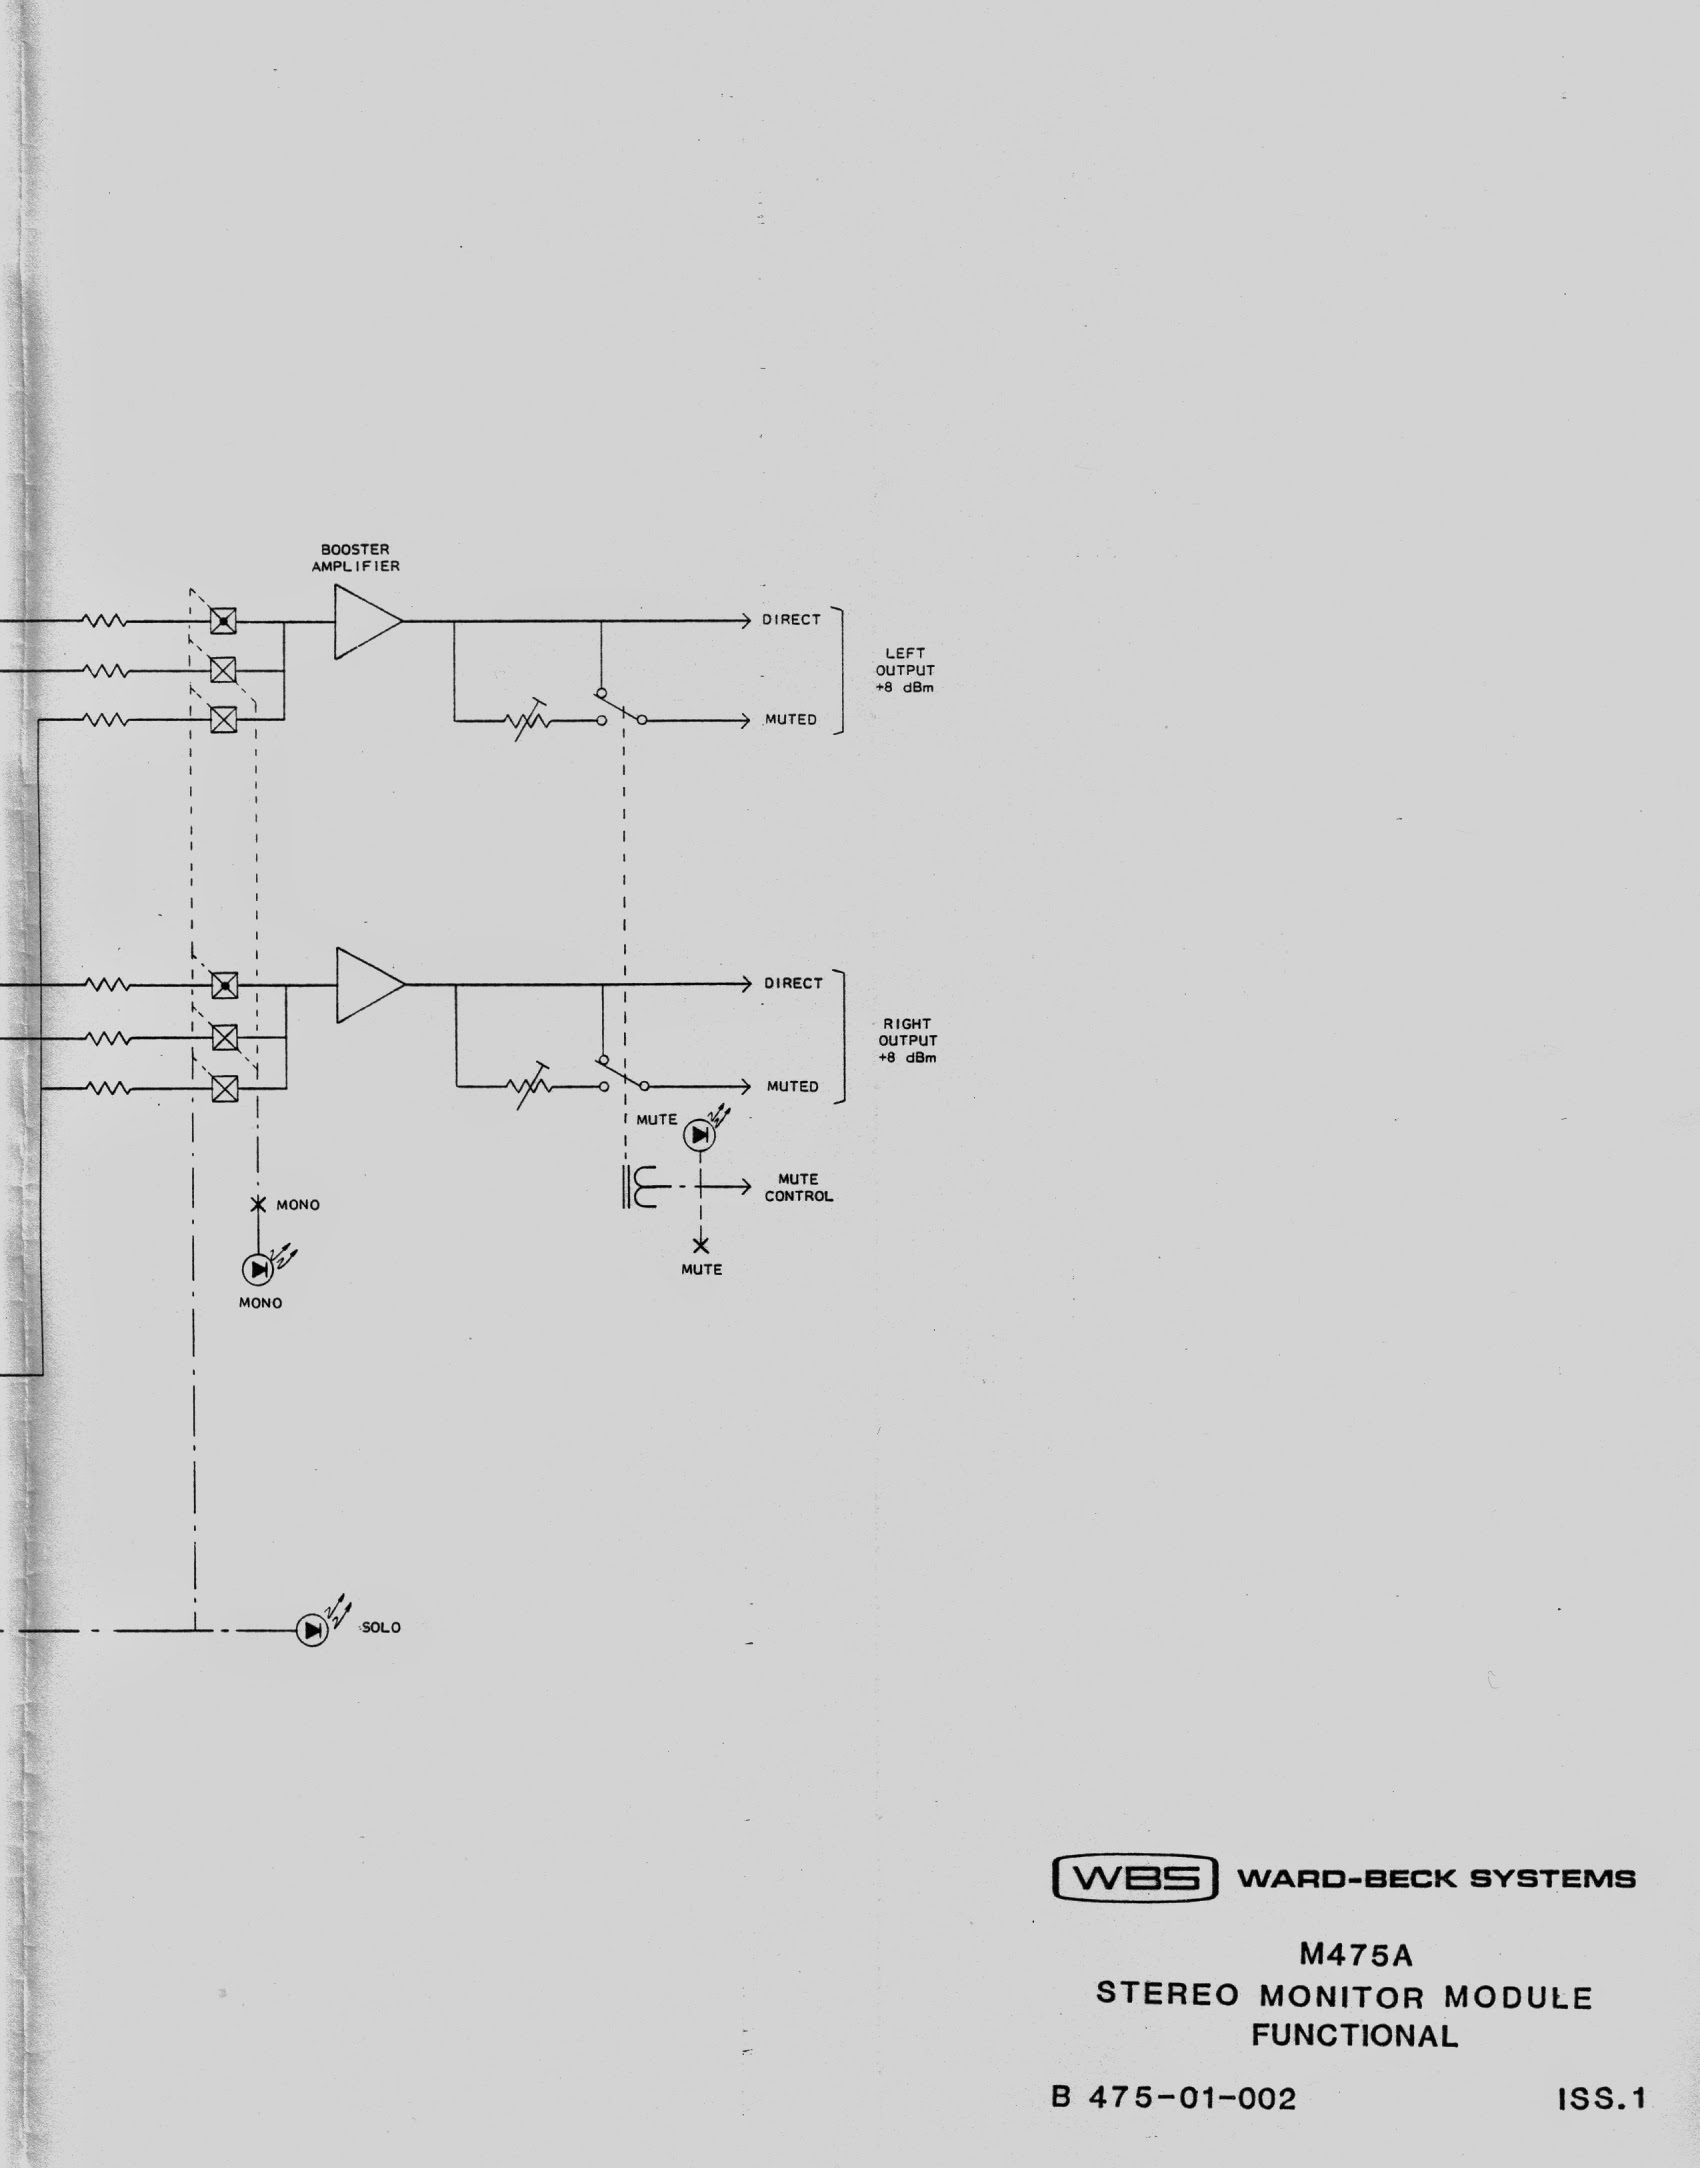 BOOSTER
AMPLIFIER
DIRECT
LEFT
OUTPUT
+8 dBm
MUTED
DIRECT
RIGHT
OUTPUT
+8 dBm
MUTED
MUTE
MUTE
CONTROL
MONO
MUTE
MONO
SOLO
WBS WARD-BECK SYSTEMS
M475A
STEREO MONITOR MODULE
FUNCTIONAL
B 475-01-002 ISS.1